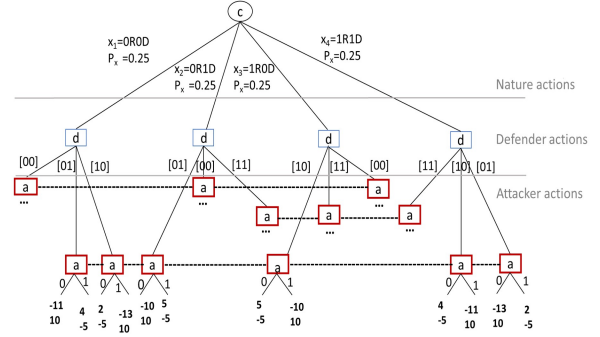 c
x₁=0R0D
Pₓ =0.25
x₂=0R1D
Pₓ =0.25
x₃=1R0D
Pₓ=0.25
x₄=1R1D
Pₓ=0.25
Nature actions
d d d d
Defender actions
[00] [01] [10] [01] [00] [11] [10] [11] [00] [11] [10] [01]
Attacker actions
a a a
... ... ...
a a a
... ... ...
a a a a a a
0 1 0 1 0 1 0 1 0 1 0 1
-11 4 2 -13 -10 5 5 -10 4 -11 -13 2
10 -5 -5 10 10 -5 -5 10 -5 10 10 -5